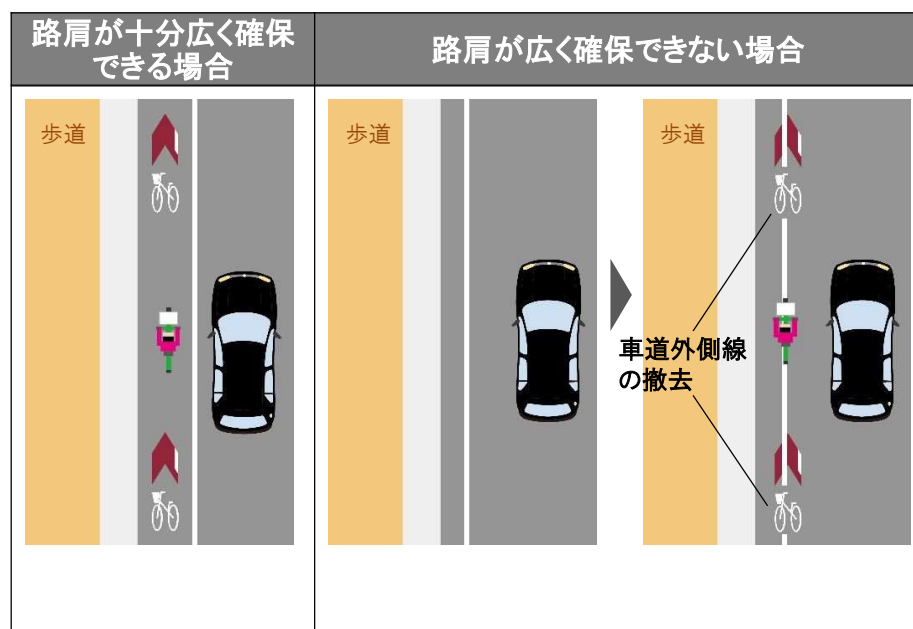 路肩が十分広く確保
できる場合
路肩が広く確保できない場合
歩道
歩道
歩道
車道外側線
の撤去